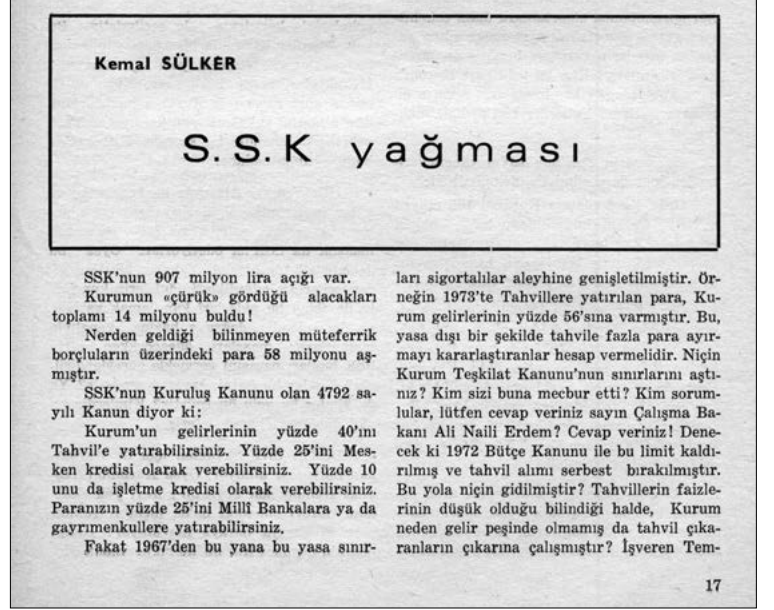 Kemal SÜLKER
S. S. K yağması
SSK'nun 907 milyon lira açığı var.
Kurumun «çürük» gördüğü alacakları
toplamı 14 milyonu buldu!
Nerden geldiği bilinmeyen müteferrik
borçluların üzerindeki para 58 milyonu aş-
mıştır.
SSK'nun Kuruluş Kanunu olan 4792 sa-
yılı Kanun diyor ki:
Kurum'un gelirlerinin yüzde 40'ını
Tahvil'e yatırabilirsiniz. Yüzde 25'ini Mes-
ken kredisi olarak verebilirsiniz. Yüzde 10
unu da işletme kredisi olarak verebilirsiniz.
Paranızın yüzde 25'ini Millî Bankalara ya da
gayrımenkullere yatırabilirsiniz.
Fakat 1967'den bu yana bu yasa sınır-
ları sigortalılar aleyhine genişletilmiştir. Ör-
neğin 1973'te Tahvillere yatırılan para, Ku-
rum gelirlerinin yüzde 56'sına varmıştır. Bu,
yasa dışı bir şekilde tahvile fazla para ayır-
mayı kararlaştıranlar hesap vermelidir. Niçin
Kurum Teşkilat Kanunu'nun sınırlarını aştı-
nız? Kim sizi buna mecbur etti? Kim sorum-
lular, lütfen cevap veriniz sayın Çalışma Ba-
kanı Ali Naili Erdem? Cevap veriniz! Dene-
cek ki 1972 Bütçe Kanunu ile bu limit kaldı-
rılmış ve tahvil alımı serbest bırakılmıştır.
Bu yola niçin gidilmiştir? Tahvillerin faizle-
rinin düşük olduğu bilindiği halde, Kurum
neden gelir peşinde olmamış da tahvil çıka-
ranların çıkarına çalışmıştır? İşveren Tem-
17